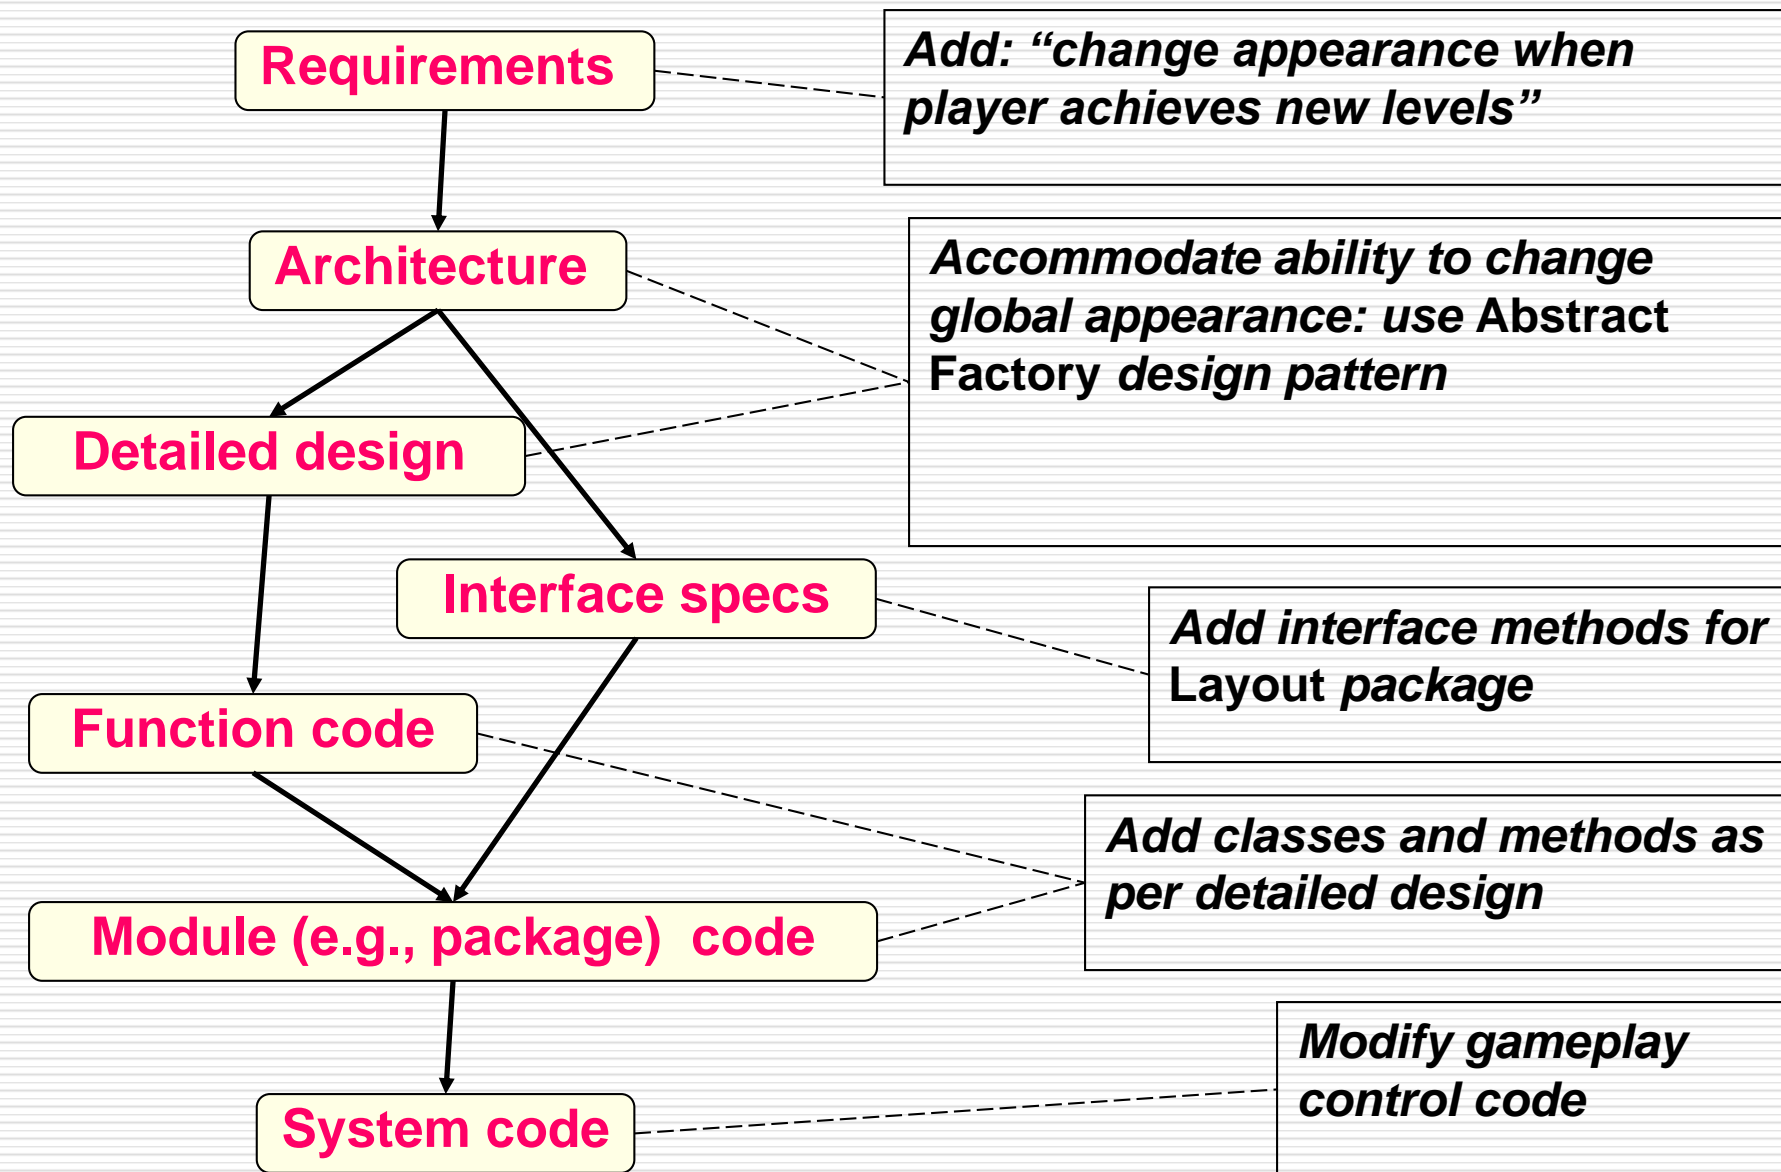 Requirements
Add: “change appearance when
player achieves new levels”
Architecture
Accommodate ability to change
global appearance: use Abstract
Factory design pattern
Detailed design
Interface specs
Add interface methods for
Layout package
Function code
Add classes and methods as
per detailed design
Module (e.g., package)  code
Modify gameplay
control code
System code